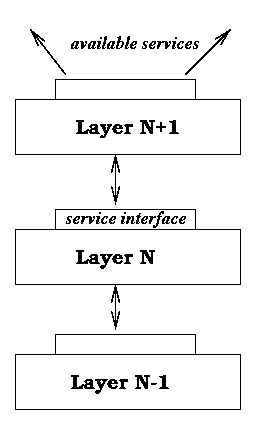 available services
Layer N+1
service interface
Layer N
Layer N-1